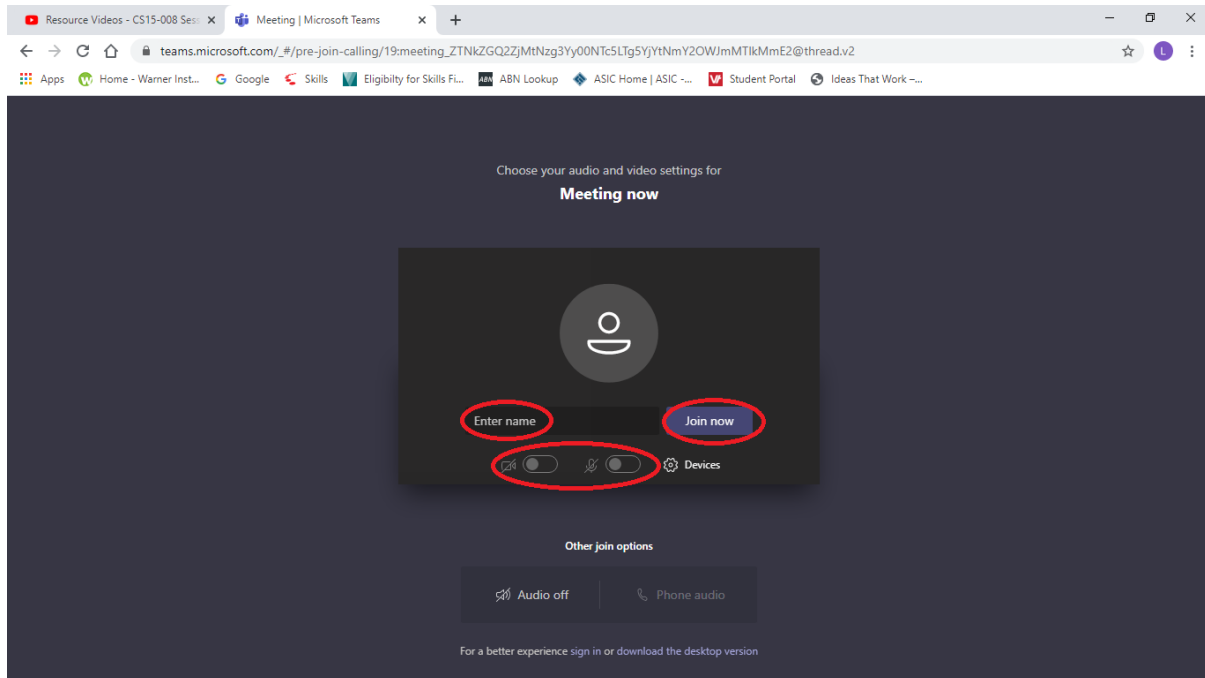 Resource Videos - CS15-008 Sess
Meeting | Microsoft Teams
teams.microsoft.com/_#/pre-join-calling/19:meeting_ZTNkZGQ2ZjMtNzg3Yy00NTc5LTg5YjYtNmY2OWJmMTlkMmE2@thread.v2
L
Apps
Home - Warner Inst...
Google
Skills
Eligibilty for Skills Fi...
ABN ABN Lookup
ASIC Home | ASIC -...
Student Portal
Ideas That Work –...
Choose your audio and video settings for
Meeting now
Enter name
Join now
Devices
Other join options
Audio off
Phone audio
For a better experience sign in or download the desktop version